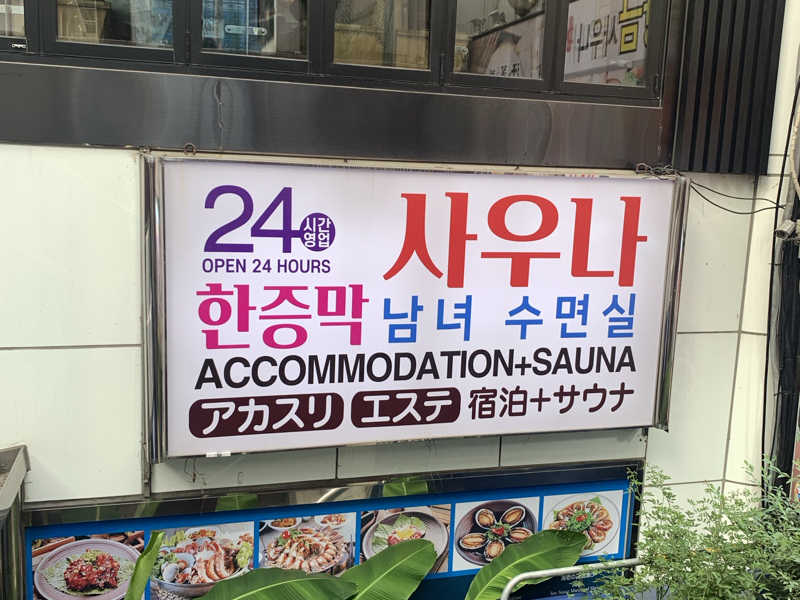 24 시간영업
OPEN 24 HOURS
사우나
한증막 남녀 수면실
ACCOMMODATION+SAUNA
アカスリ エステ 宿泊+サウナ